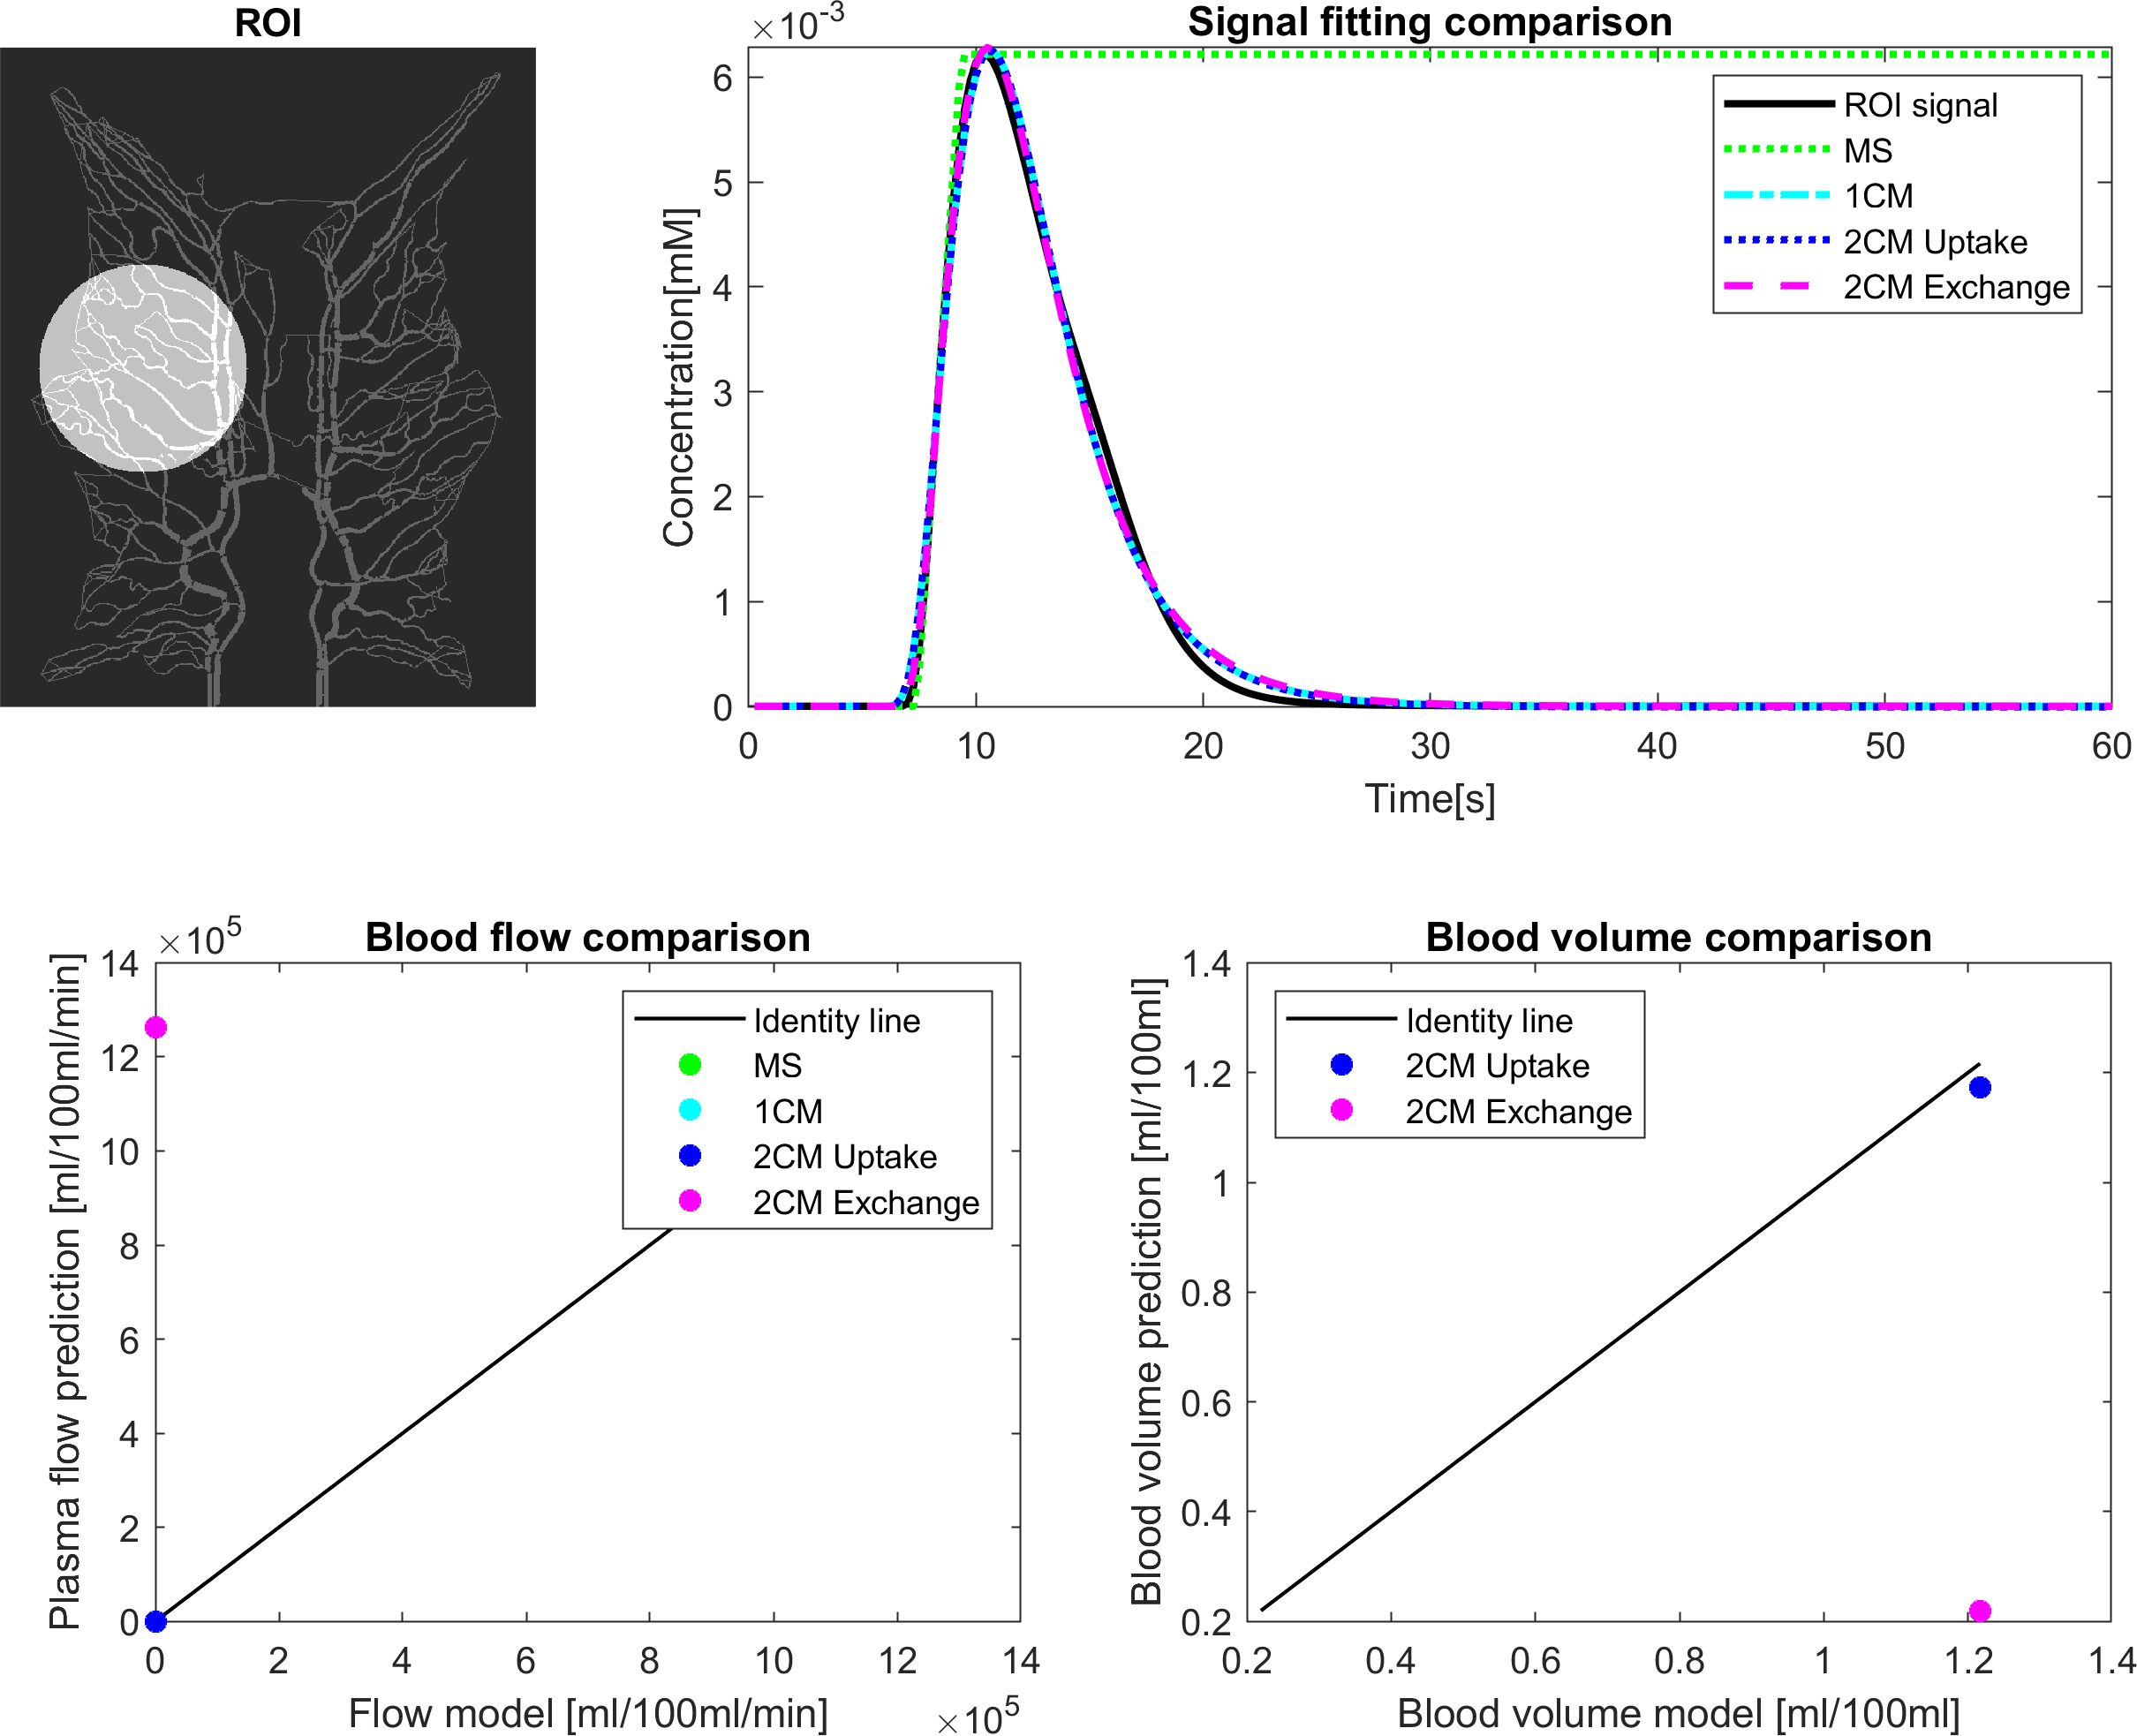 ROI
Signal fitting comparison
×10-3
6
5
4
3
2
1
0
Concentration[mM]
0 10 20 30 40 50 60
Time[s]
ROI signal
MS
1CM
2CM Uptake
2CM Exchange
Blood flow comparison
×105
14
12
10
8
6
4
2
0
Plasma flow prediction [ml/100ml/min]
0 2 4 6 8 10 12 14
Flow model [ml/100ml/min]
×105
Identity line
MS
1CM
2CM Uptake
2CM Exchange
Blood volume comparison
1.4
1.2
1
0.8
0.6
0.4
0.2
Blood volume prediction [ml/100ml]
0.2 0.4 0.6 0.8 1 1.2 1.4
Blood volume model [ml/100ml]
Identity line
2CM Uptake
2CM Exchange